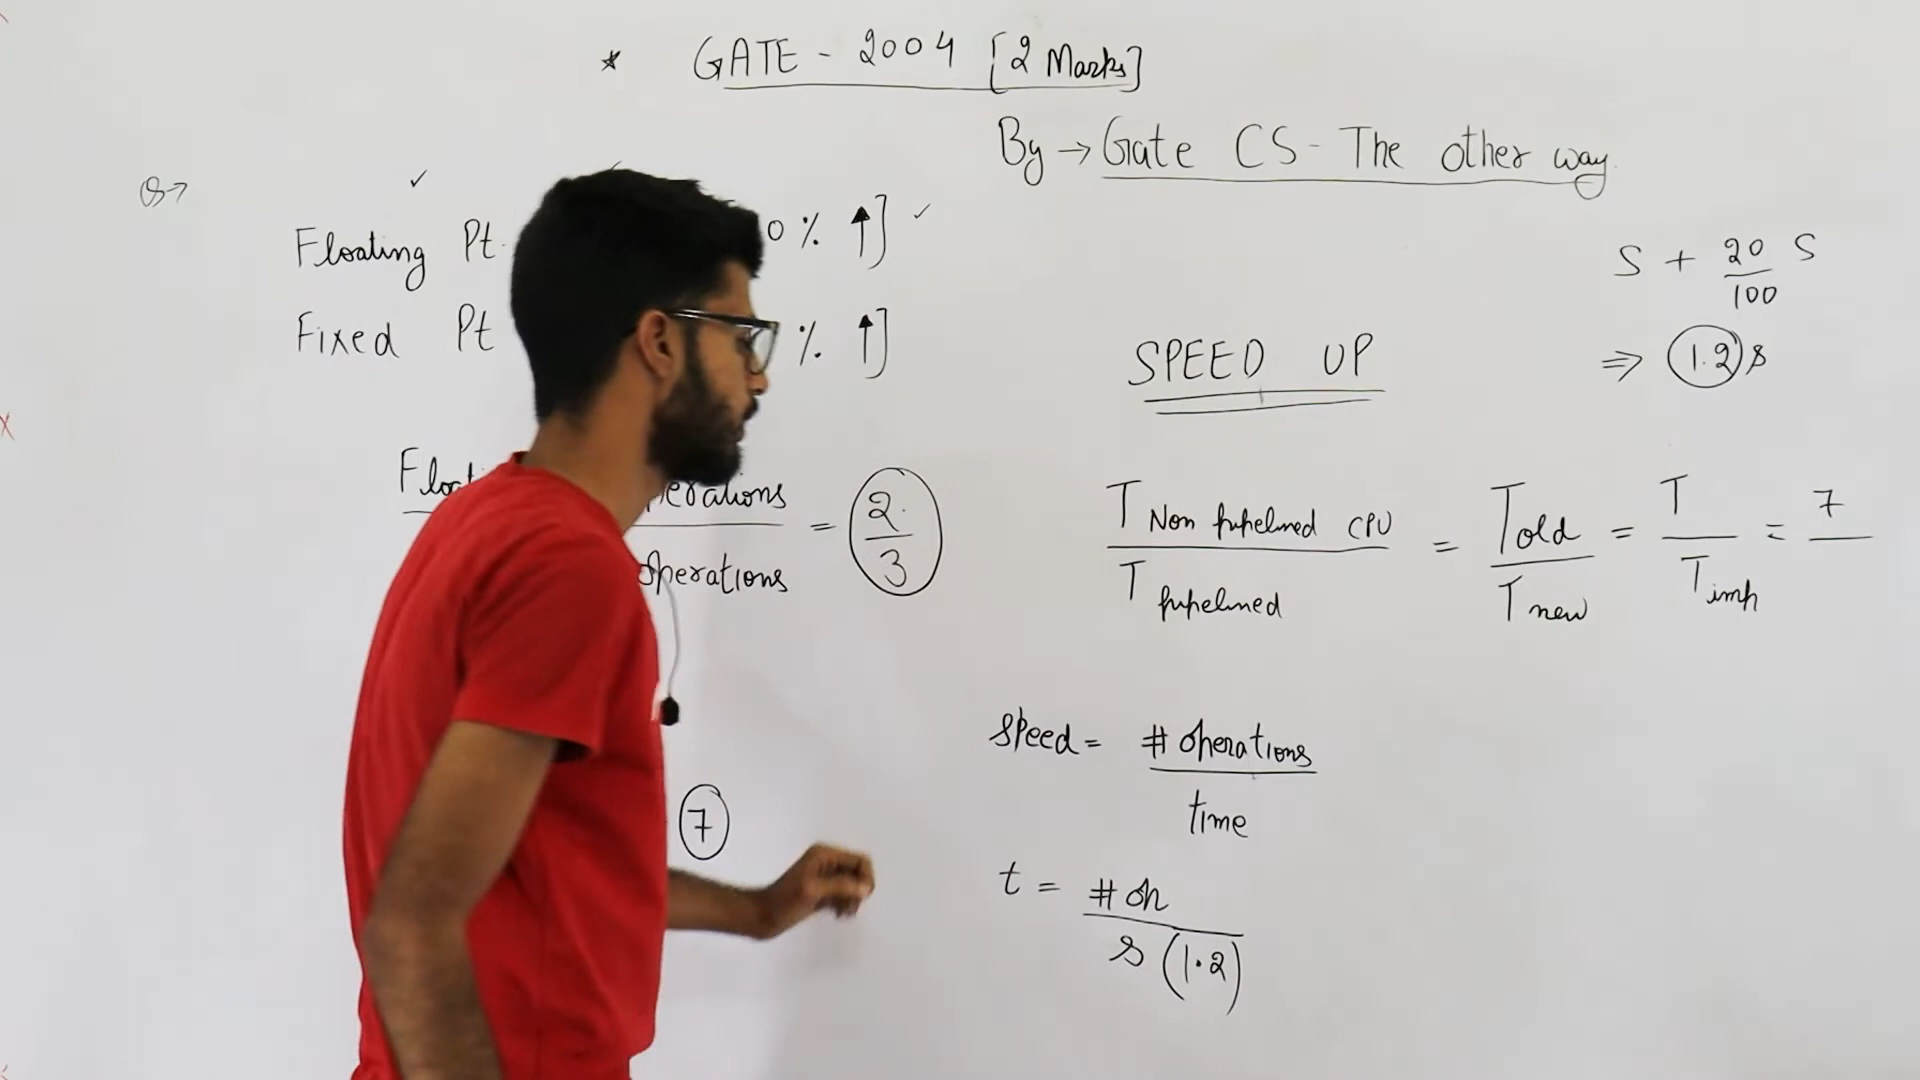 * GATE - 2004 [2 Marks]
By → Gate CS - The other way
Q →
Floating Pt 0 % ↑] ✓
Fixed Pt % ↑]
S + 20/100 S
⇒ 1.2 s
SPEED UP
erations / operations = 2/3
T Non pipelined CPU / T pipelined = T old / T new = T / T imp = 7
speed = # operations / time
7
t = # op / s (1.2)